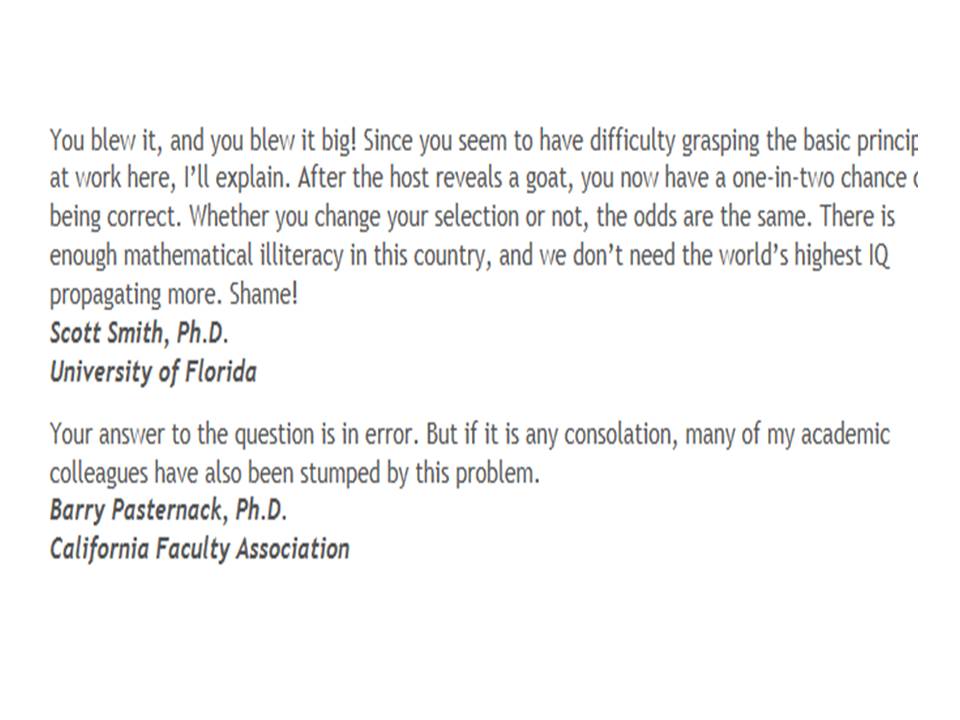 You blew it, and you blew it big! Since you seem to have difficulty grasping the basic princip
at work here, I’ll explain. After the host reveals a goat, you now have a one-in-two chance
being correct. Whether you change your selection or not, the odds are the same. There is
enough mathematical illiteracy in this country, and we don’t need the world’s highest IQ
propagating more. Shame!
Scott Smith, Ph.D.
University of Florida
Your answer to the question is in error. But if it is any consolation, many of my academic
colleagues have also been stumped by this problem.
Barry Pasternack, Ph.D.
California Faculty Association